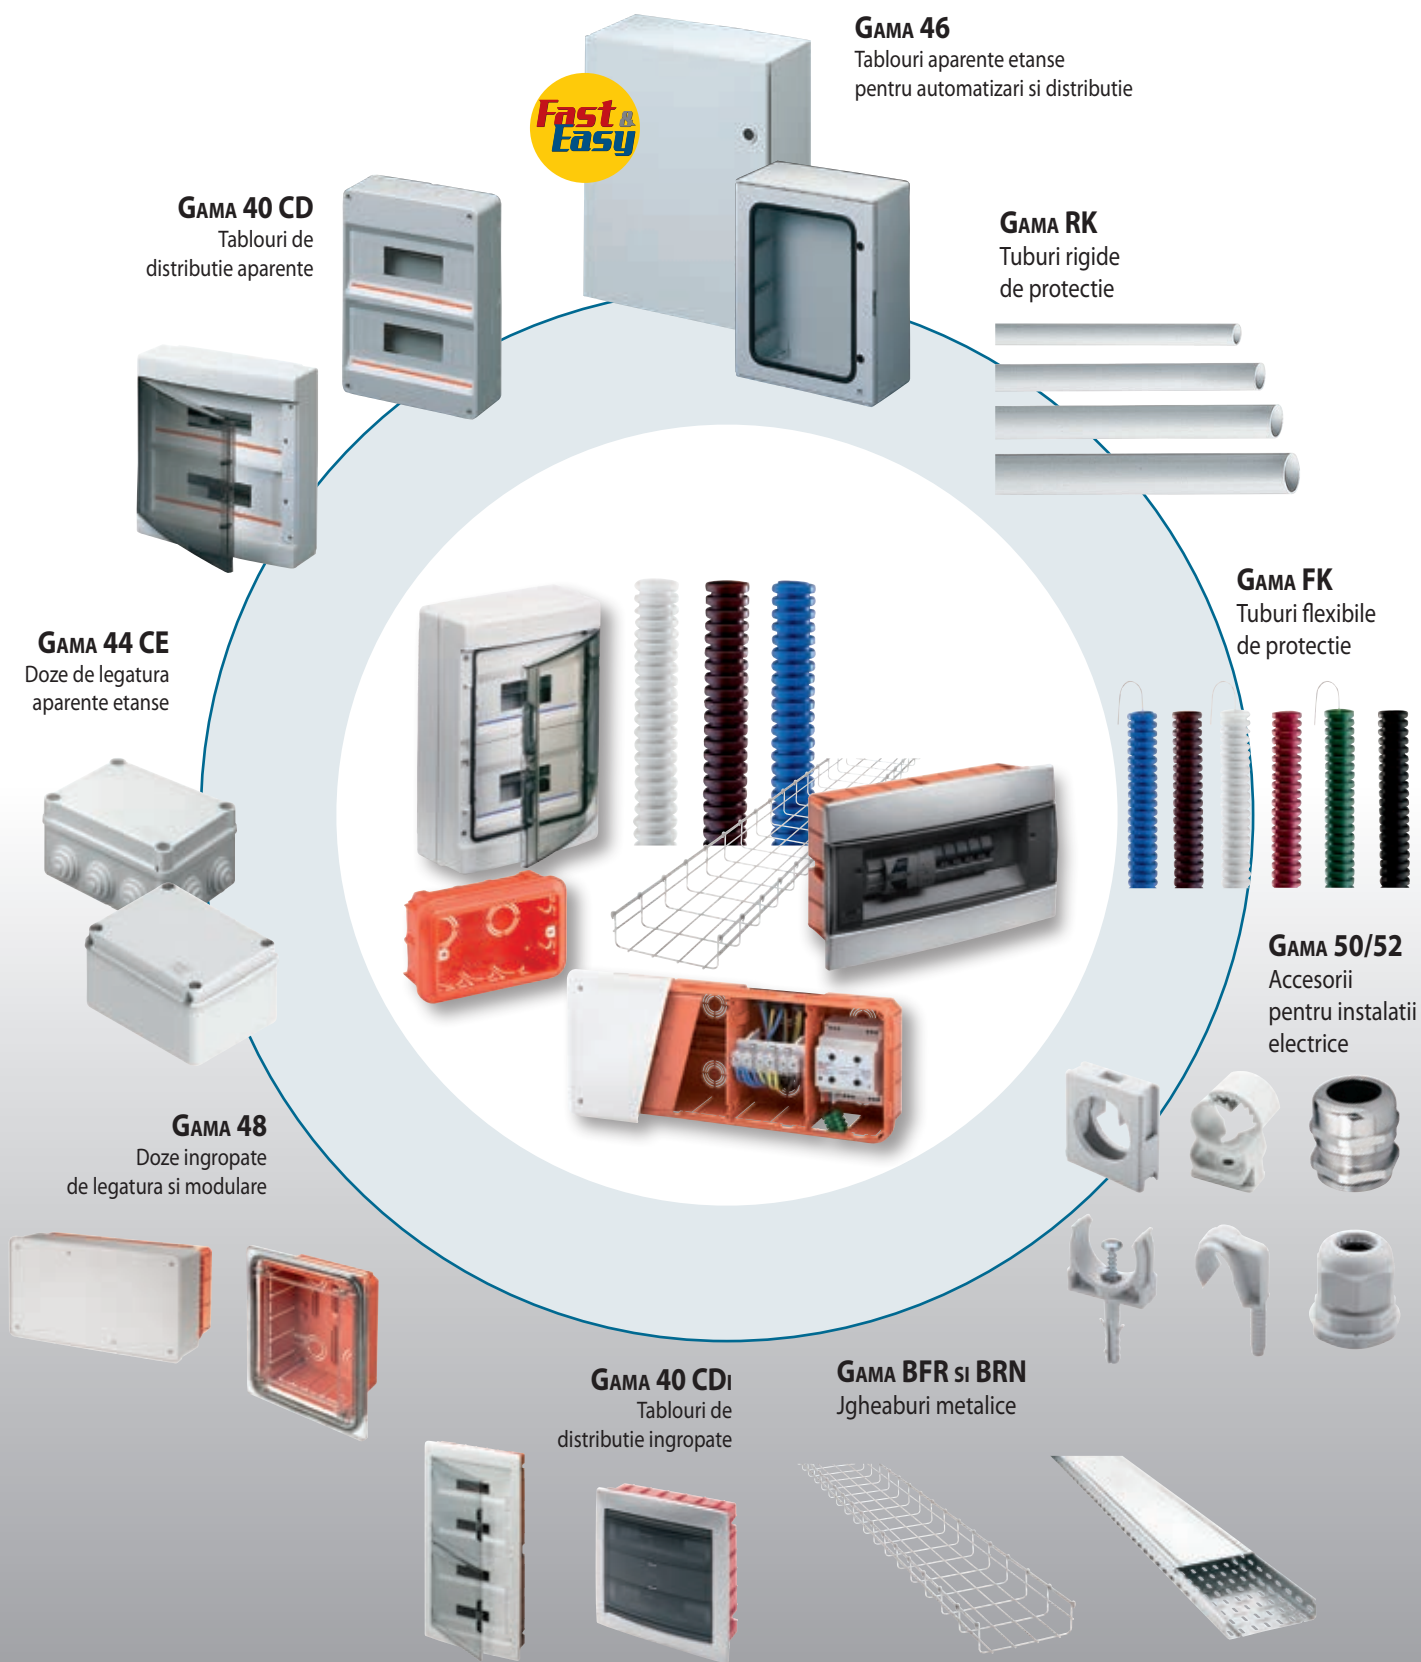 GAMA 46
Tablouri aparente etanse
pentru automatizari si distributie
Fast &
Easy
GAMA 40 CD
Tablouri de
distributie aparente
GAMA RK
Tuburi rigide
de protectie
GAMA FK
Tuburi flexibile
de protectie
GAMA 44 CE
Doze de legatura
aparente etanse
GAMA 50/52
Accesorii
pentru instalatii
electrice
GAMA 48
Doze ingropate
de legatura si modulare
GAMA 40 CDI
Tablouri de
distributie ingropate
GAMA BFR SI BRN
Jgheaburi metalice